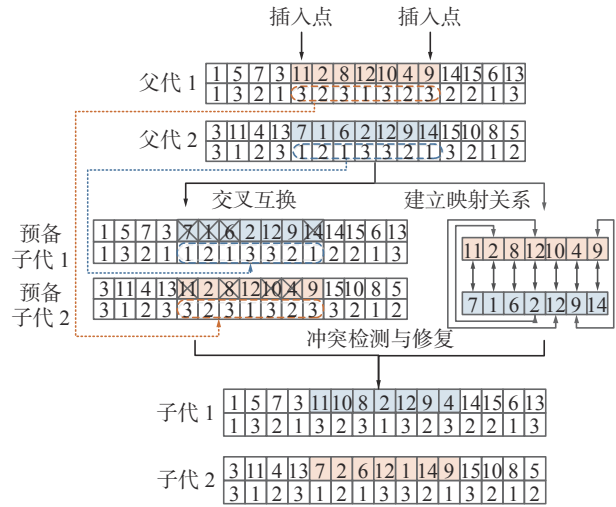 插入点 插入点
父代 1 1 5 7 3 11 2 8 12 10 4 9 14 15 6 13
1 3 2 1 3 2 3 1 3 2 3 2 2 1 3
父代 2 3 11 4 13 7 1 6 2 12 9 14 15 10 8 5
3 1 2 3 1 2 1 3 3 2 1 3 2 1 2
交叉互换 建立映射关系
预备
子代 1
1 5 7 3 7 1 6 2 12 9 14 14 15 6 13
1 3 2 1 1 2 1 3 3 2 1 2 2 1 3
预备
子代 2
3 11 4 13 11 2 8 12 10 4 9 15 10 8 5
3 1 2 3 3 2 3 1 3 2 3 3 2 1 2
11 2 8 12 10 4 9
7 1 6 2 12 9 14
冲突检测与修复
子代 1 1 5 7 3 11 10 8 2 12 9 4 14 15 6 13
1 3 2 1 3 2 3 1 3 2 3 2 2 1 3
子代 2 3 11 4 13 7 2 6 12 1 14 9 15 10 8 5
3 1 2 3 1 2 1 3 3 2 1 3 2 1 2